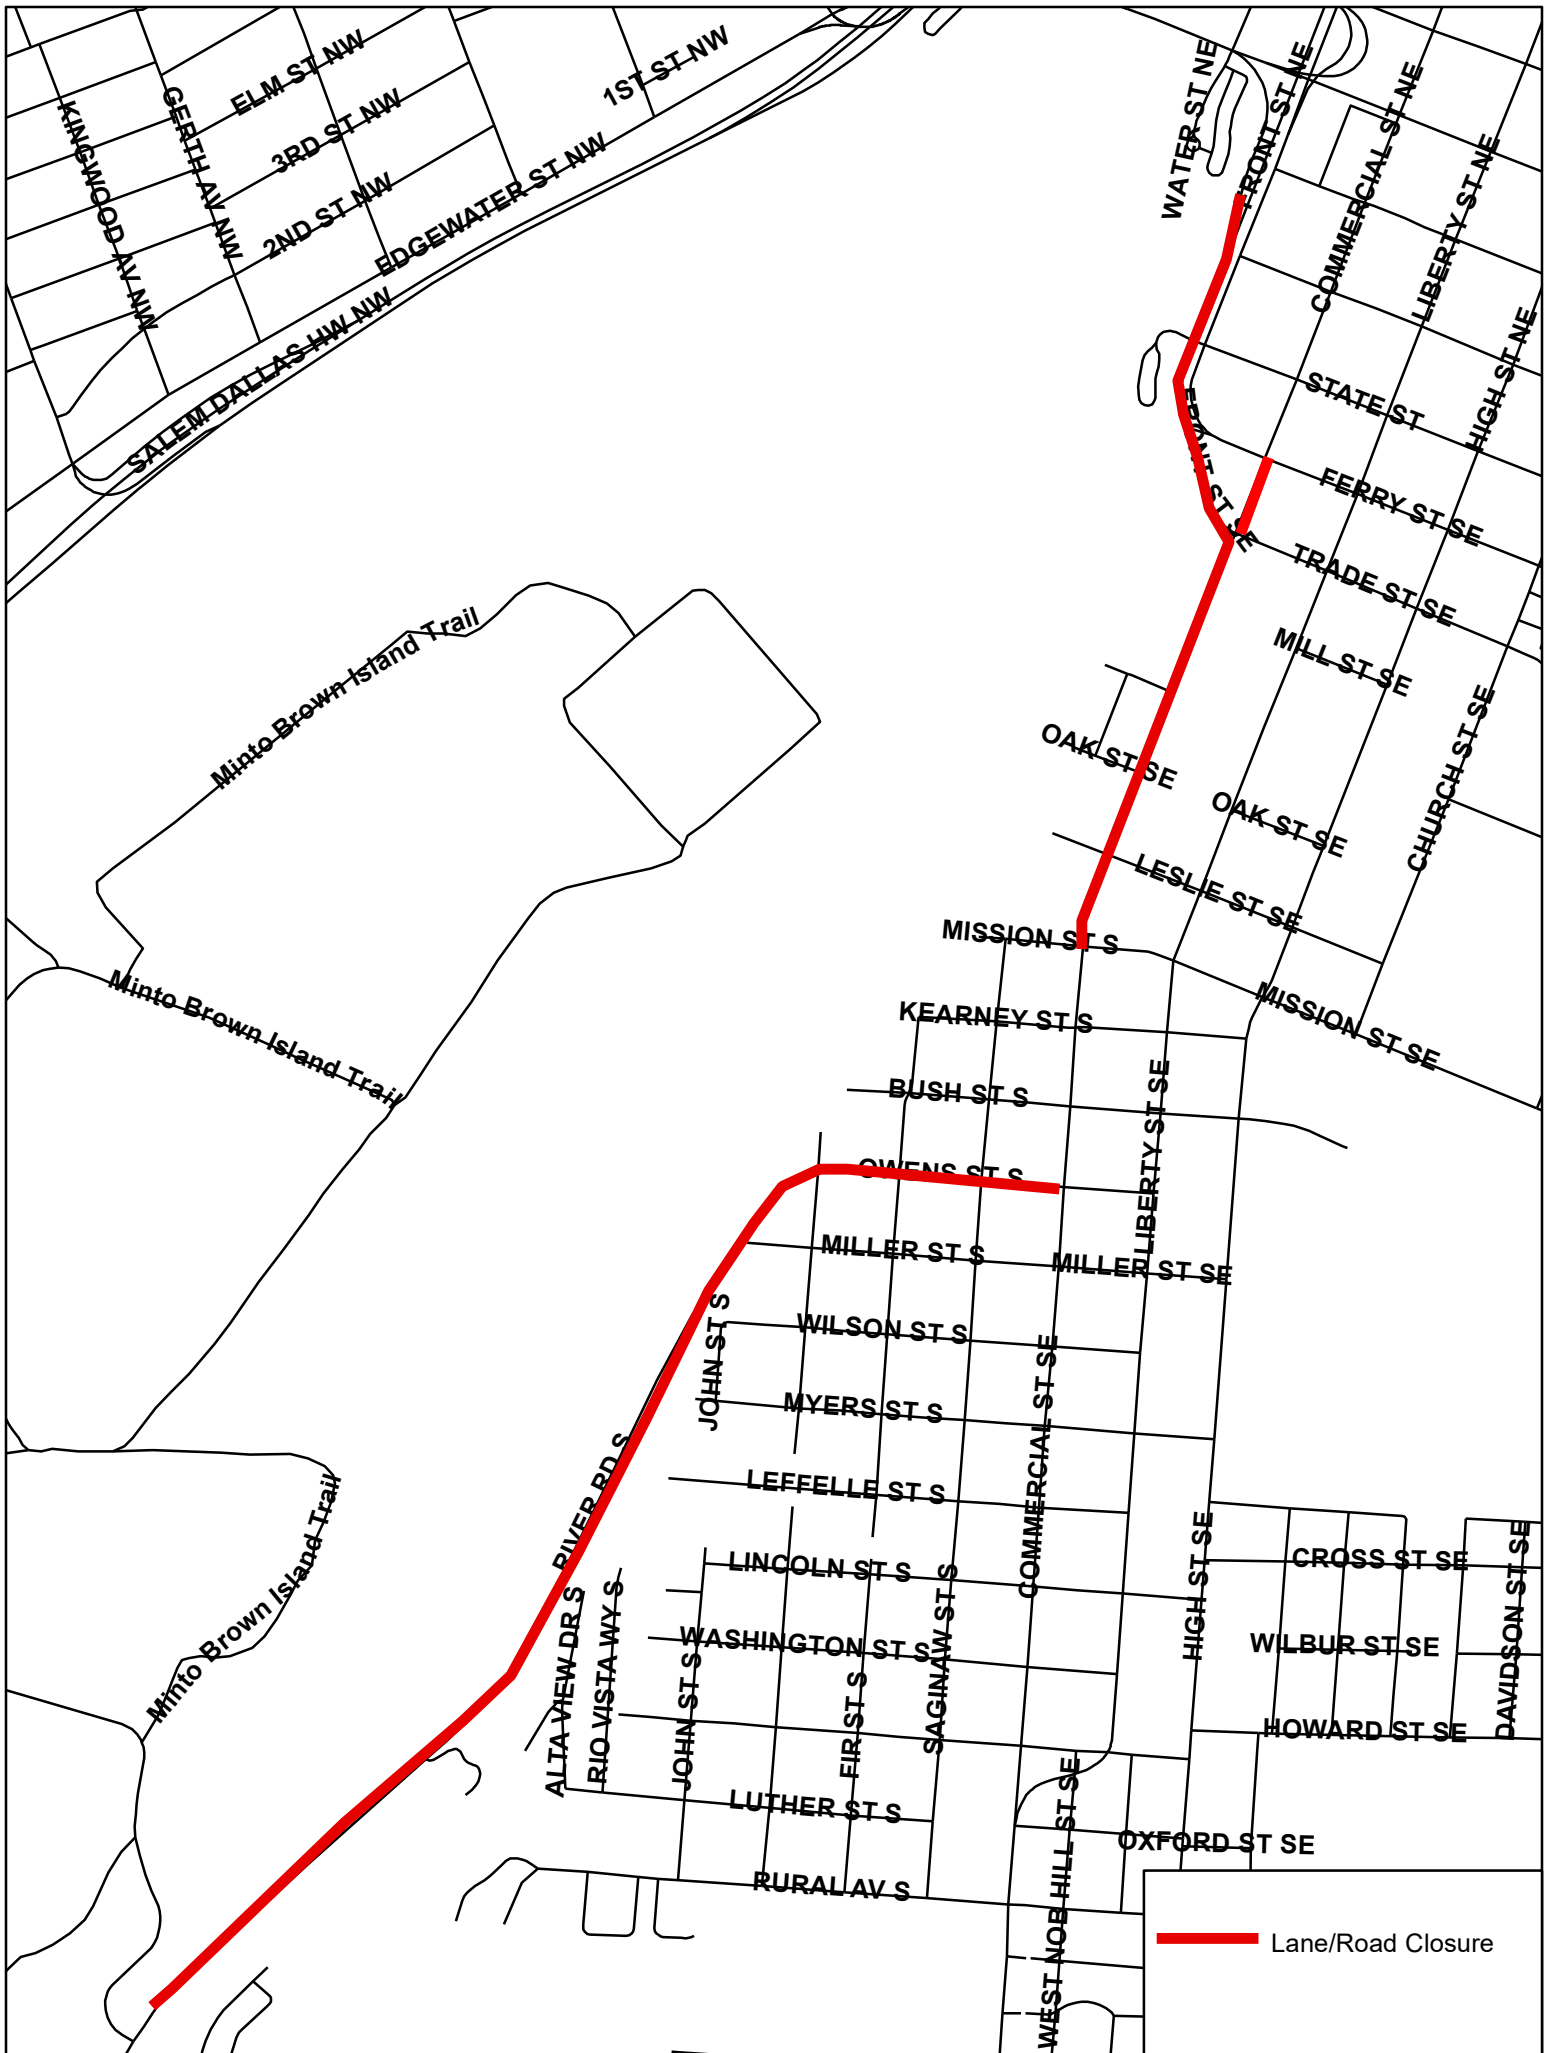 ELM ST NW
1ST ST NW
KINGWOOD AV NW
GERTH AV NW
3RD ST NW
2ND ST NW
EDGEWATER ST NW
SALEM DALLAS HW NW
WATER ST NE
FRONT ST NE
COMMERCIAL ST NE
LIBERTY ST NE
HIGH ST NE
STATE ST
FRONT ST SE
FERRY ST SE
TRADE ST SE
MILL ST SE
Minto Brown Island Trail
OAK ST SE
OAK ST SE
CHURCH ST SE
LESLIE ST SE
MISSION ST S
MISSION ST SE
Minto Brown Island Trail
KEARNEY ST S
BUSH ST S
LIBERTY ST SE
OWENS ST S
MILLER ST S
MILLER ST SE
JOHN ST S
WILSON ST S
MYERS ST S
COMMERCIAL ST SE
RIVER RD S
LEFFELLE ST S
Minto Brown Island Trail
LINCOLN ST S
HIGH ST SE
CROSS ST SE
DAVIDSON ST SE
ALTA VIEW DR S
RIO VISTA WY S
WASHINGTON ST S
SAGINAW ST S
WILBUR ST SE
JOHN ST S
FIRST S
HOWARD ST SE
LUTHER ST S
WEST NOB HILL ST SE
OXFORD ST SE
RURAL AV S
Lane/Road Closure